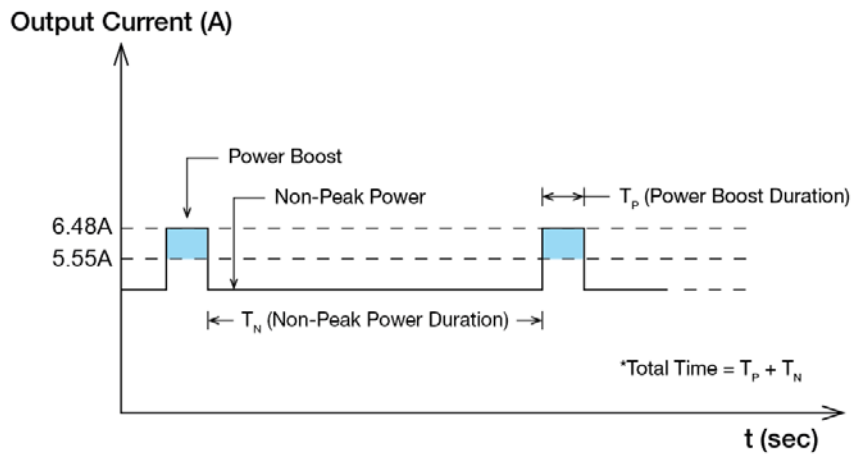 Output Current (A)
Power Boost
Non-Peak Power
T_P (Power Boost Duration)
6.48A
5.55A
T_N (Non-Peak Power Duration)
*Total Time = T_P + T_N
t (sec)